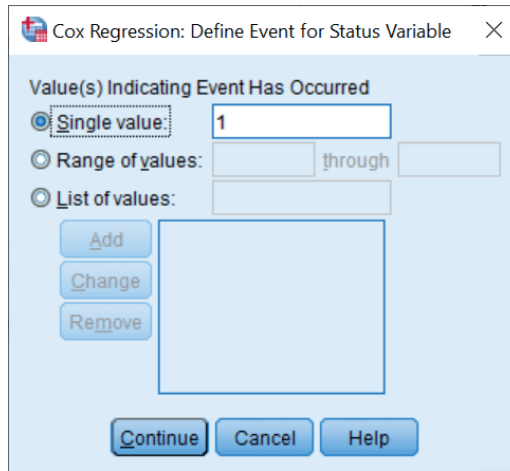 Cox Regression: Define Event for Status Variable
Value(s) Indicating Event Has Occurred
Single value: 1
Range of values: through
List of values:
Add
Change
Remove
Continue Cancel Help